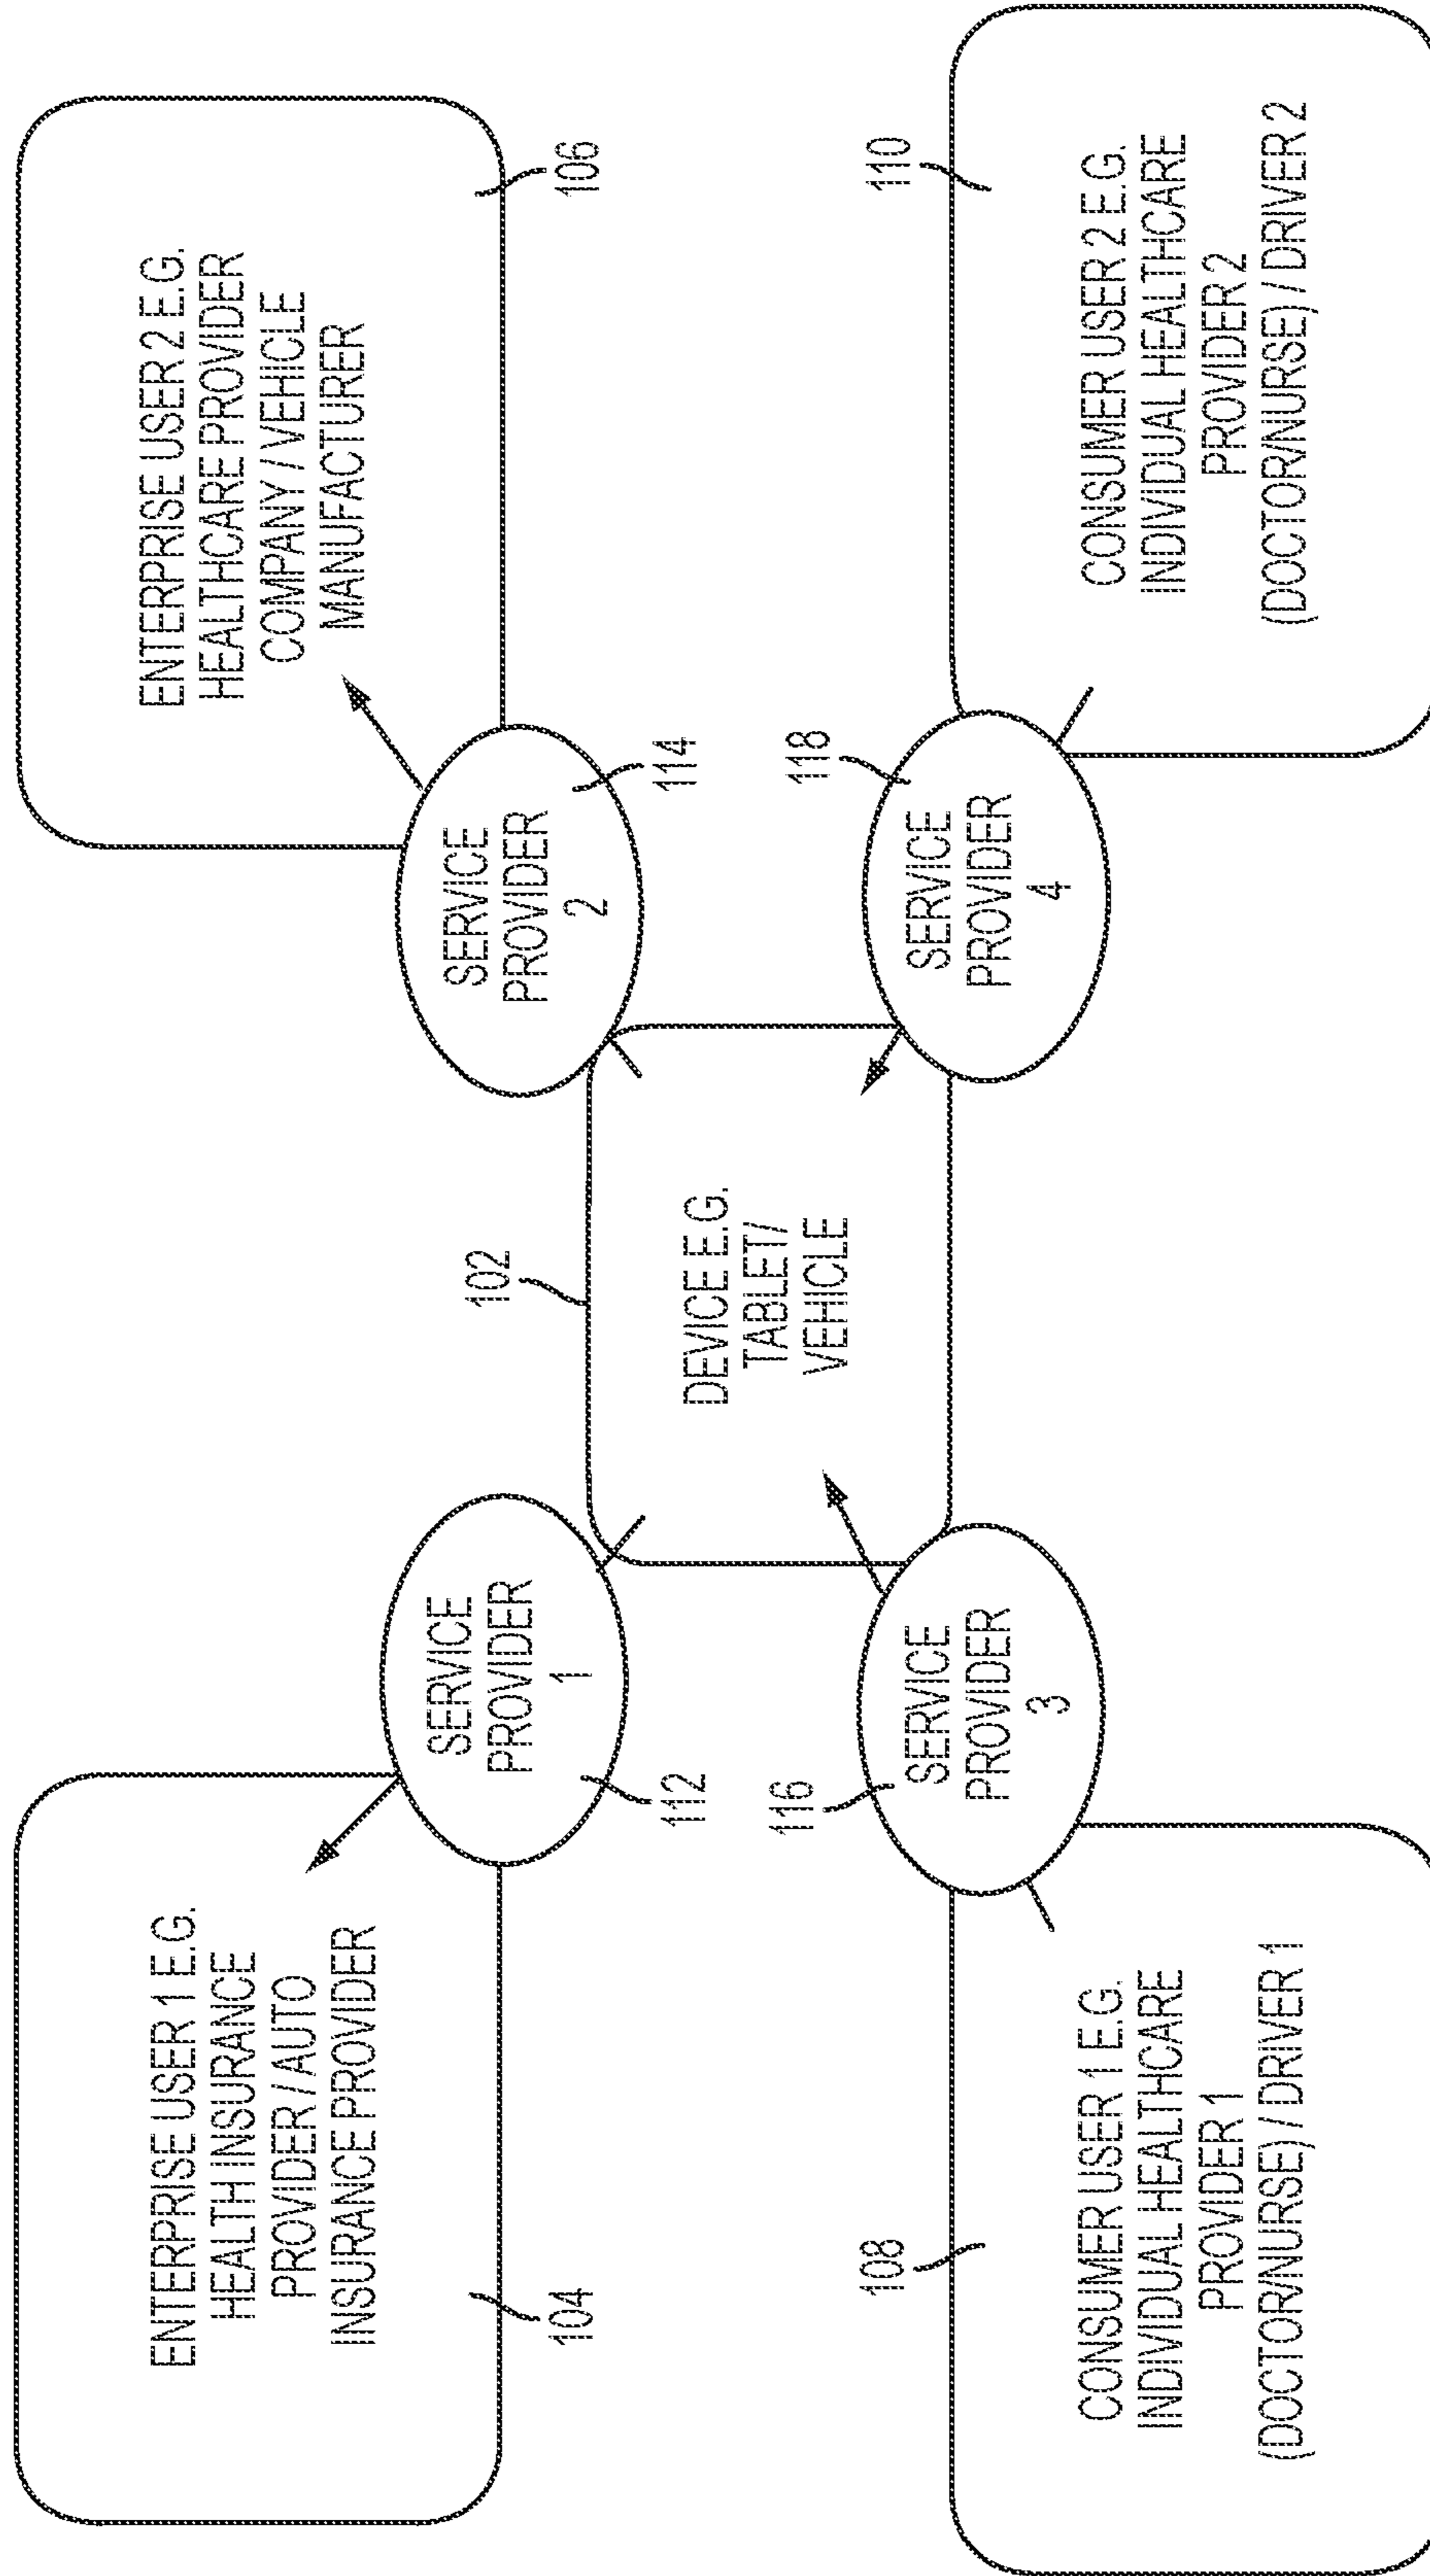 ENTERPRISE USER 1 E.G.
HEALTH INSURANCE
PROVIDER / AUTO
INSURANCE PROVIDER
104
ENTERPRISE USER 2 E.G.
HEALTHCARE PROVIDER
COMPANY / VEHICLE
MANUFACTURER
106
SERVICE
PROVIDER
1
112
SERVICE
PROVIDER
2
114
102
DEVICE E.G.
TABLET/
VEHICLE
116
SERVICE
PROVIDER
3
118
SERVICE
PROVIDER
4
108
CONSUMER USER 1 E.G.
INDIVIDUAL HEALTHCARE
PROVIDER 1
(DOCTOR/NURSE) / DRIVER 1
110
CONSUMER USER 2 E.G.
INDIVIDUAL HEALTHCARE
PROVIDER 2
(DOCTOR/NURSE) / DRIVER 2